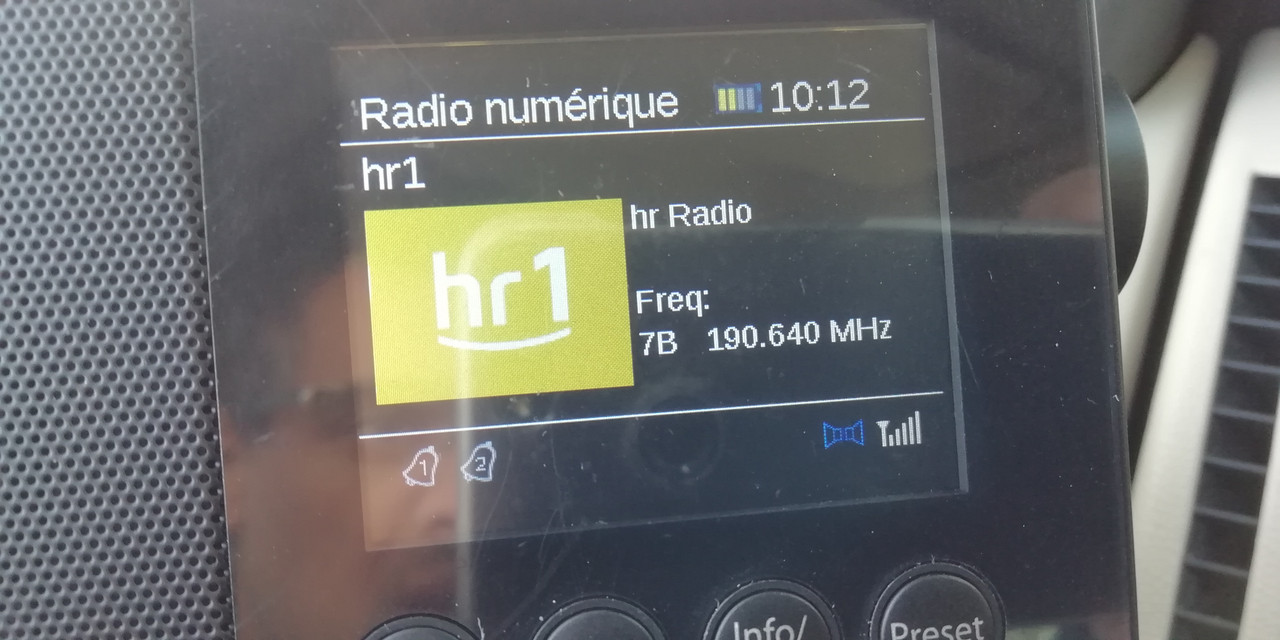 Radio numérique 10:12
hr1
hr1
hr Radio
Freq:
7B 190.640 MHz
1 2
Info/
Preset